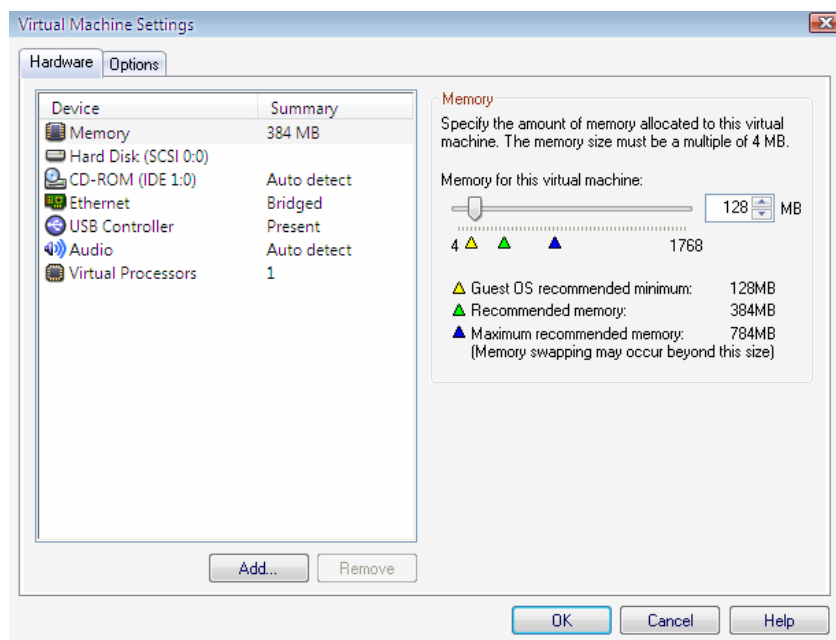 Virtual Machine Settings
Hardware Options
Device Summary
Memory 384 MB
Hard Disk (SCSI 0:0)
CD-ROM (IDE 1:0) Auto detect
Ethernet Bridged
USB Controller Present
Audio Auto detect
Virtual Processors 1
Add... Remove
Memory
Specify the amount of memory allocated to this virtual
machine. The memory size must be a multiple of 4 MB.
Memory for this virtual machine:
128 MB
4 1768
Guest OS recommended minimum: 128MB
Recommended memory: 384MB
Maximum recommended memory: 784MB
(Memory swapping may occur beyond this size)
OK Cancel Help